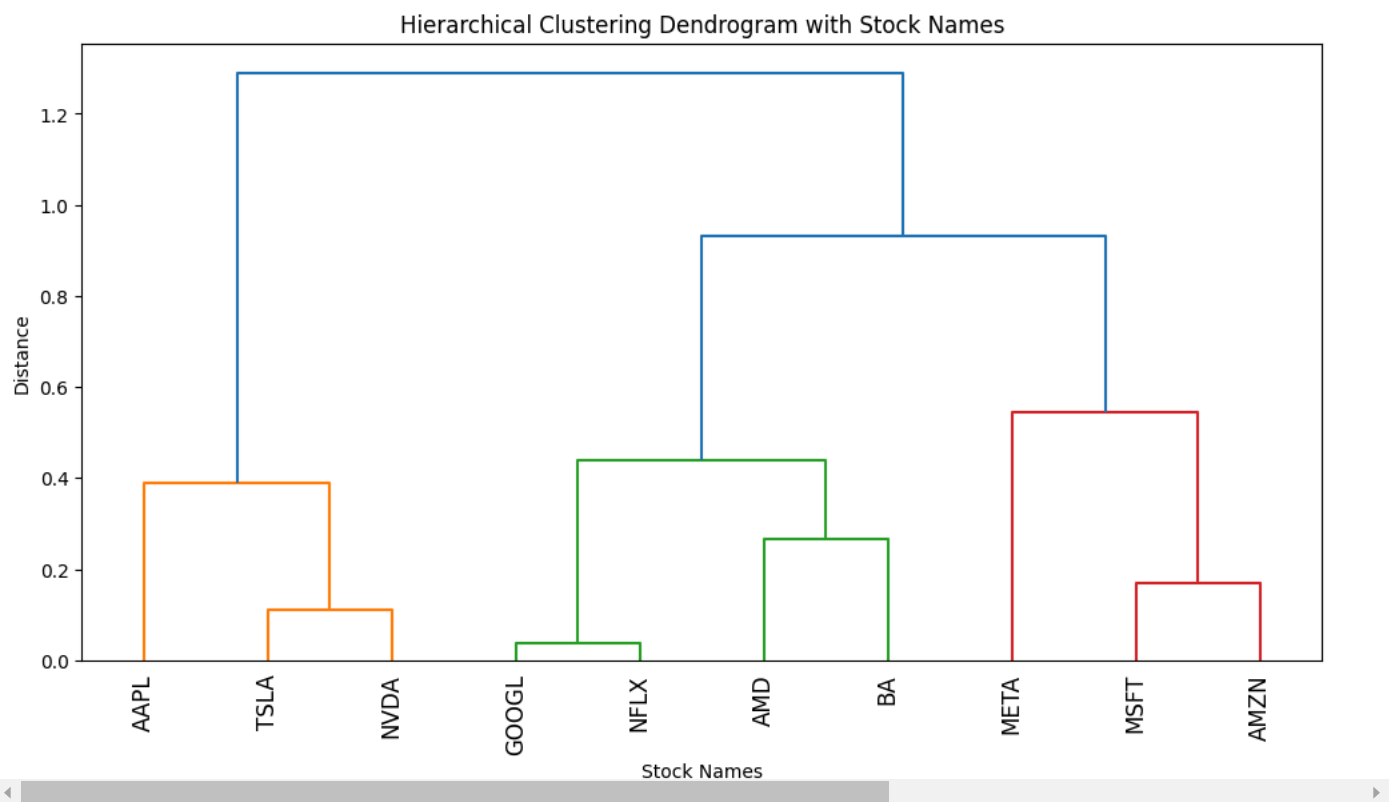 Hierarchical Clustering Dendrogram with Stock Names
1.2
1.0
0.8
0.6
0.4
0.2
0.0
Distance
AAPL
TSLA
NVDA
GOOGL
NFLX
AMD
BA
META
MSFT
AMZN
Stock Names